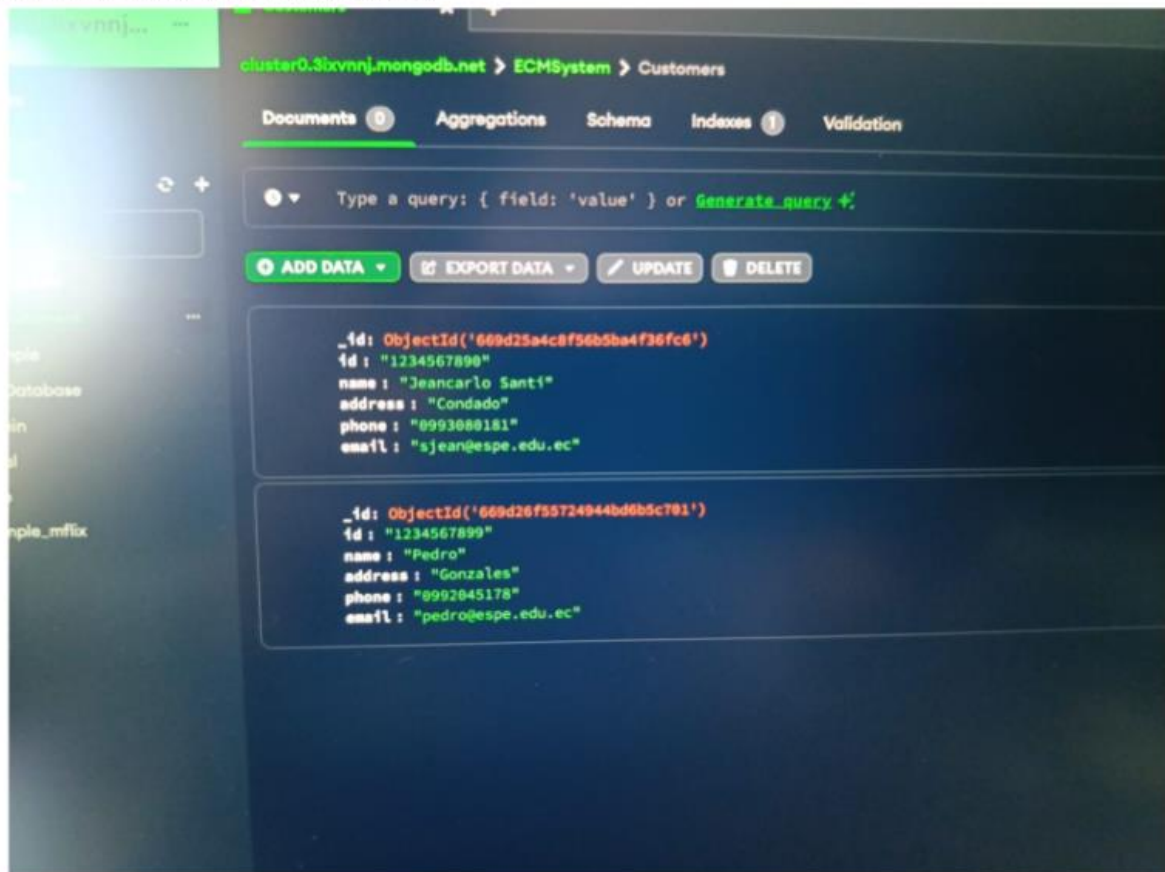 cluster0.3ixvnnj.mongodb.net > ECMSystem > Customers
Documents 0 Aggregations Schema Indexes 1 Validation
Type a query: { field: 'value' } or Generate query
ADD DATA EXPORT DATA UPDATE DELETE
_id: ObjectId('669d25a4c8f56b5ba4f36fc6')
id : "1234567890"
name : "Jeancarlo Santi"
address : "Condado"
phone : "0993080181"
email : "sjean@espe.edu.ec"
_id: ObjectId('669d26f55724944bd6b5c701')
id : "1234567899"
name : "Pedro"
address : "Gonzales"
phone : "0992045178"
email : "pedro@espe.edu.ec"
Database
mple_mflix